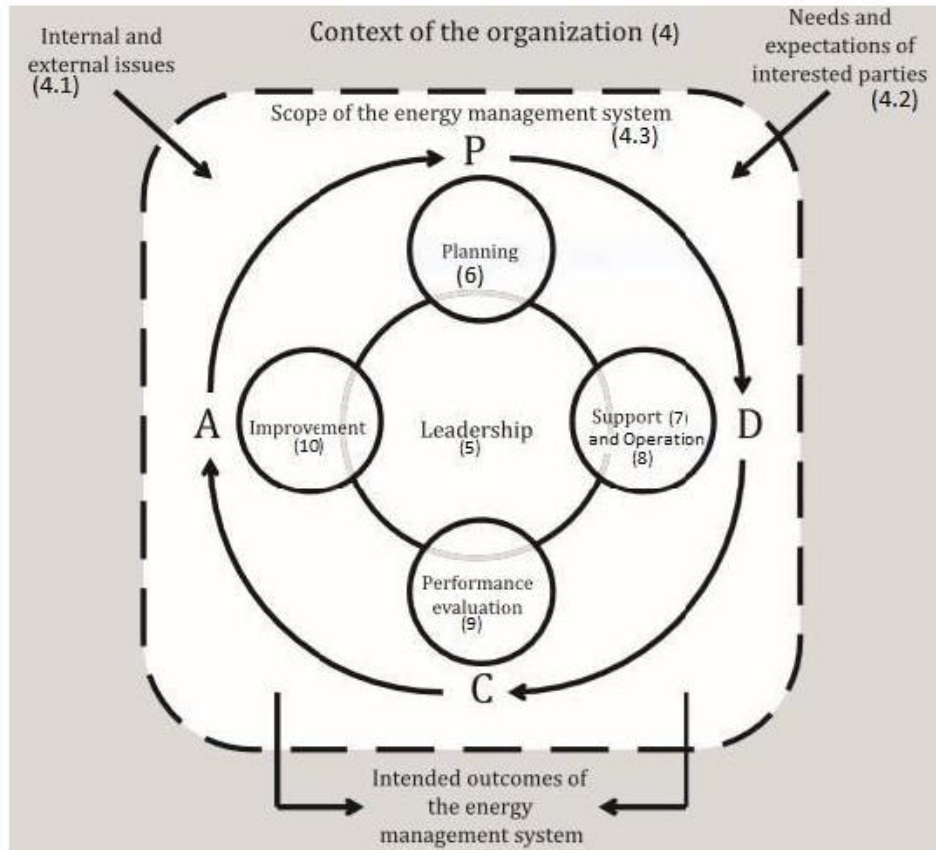 Context of the organization (4)
Internal and
external issues
(4.1)
Needs and
expectations of
interested parties
(4.2)
Scope of the energy management system
(4.3)
P
Planning
(6)
A
Improvement
(10)
Leadership
(5)
Support (7)
and Operation
(8)
D
Performance
evaluation
(9)
C
Intended outcomes of
the energy
management system